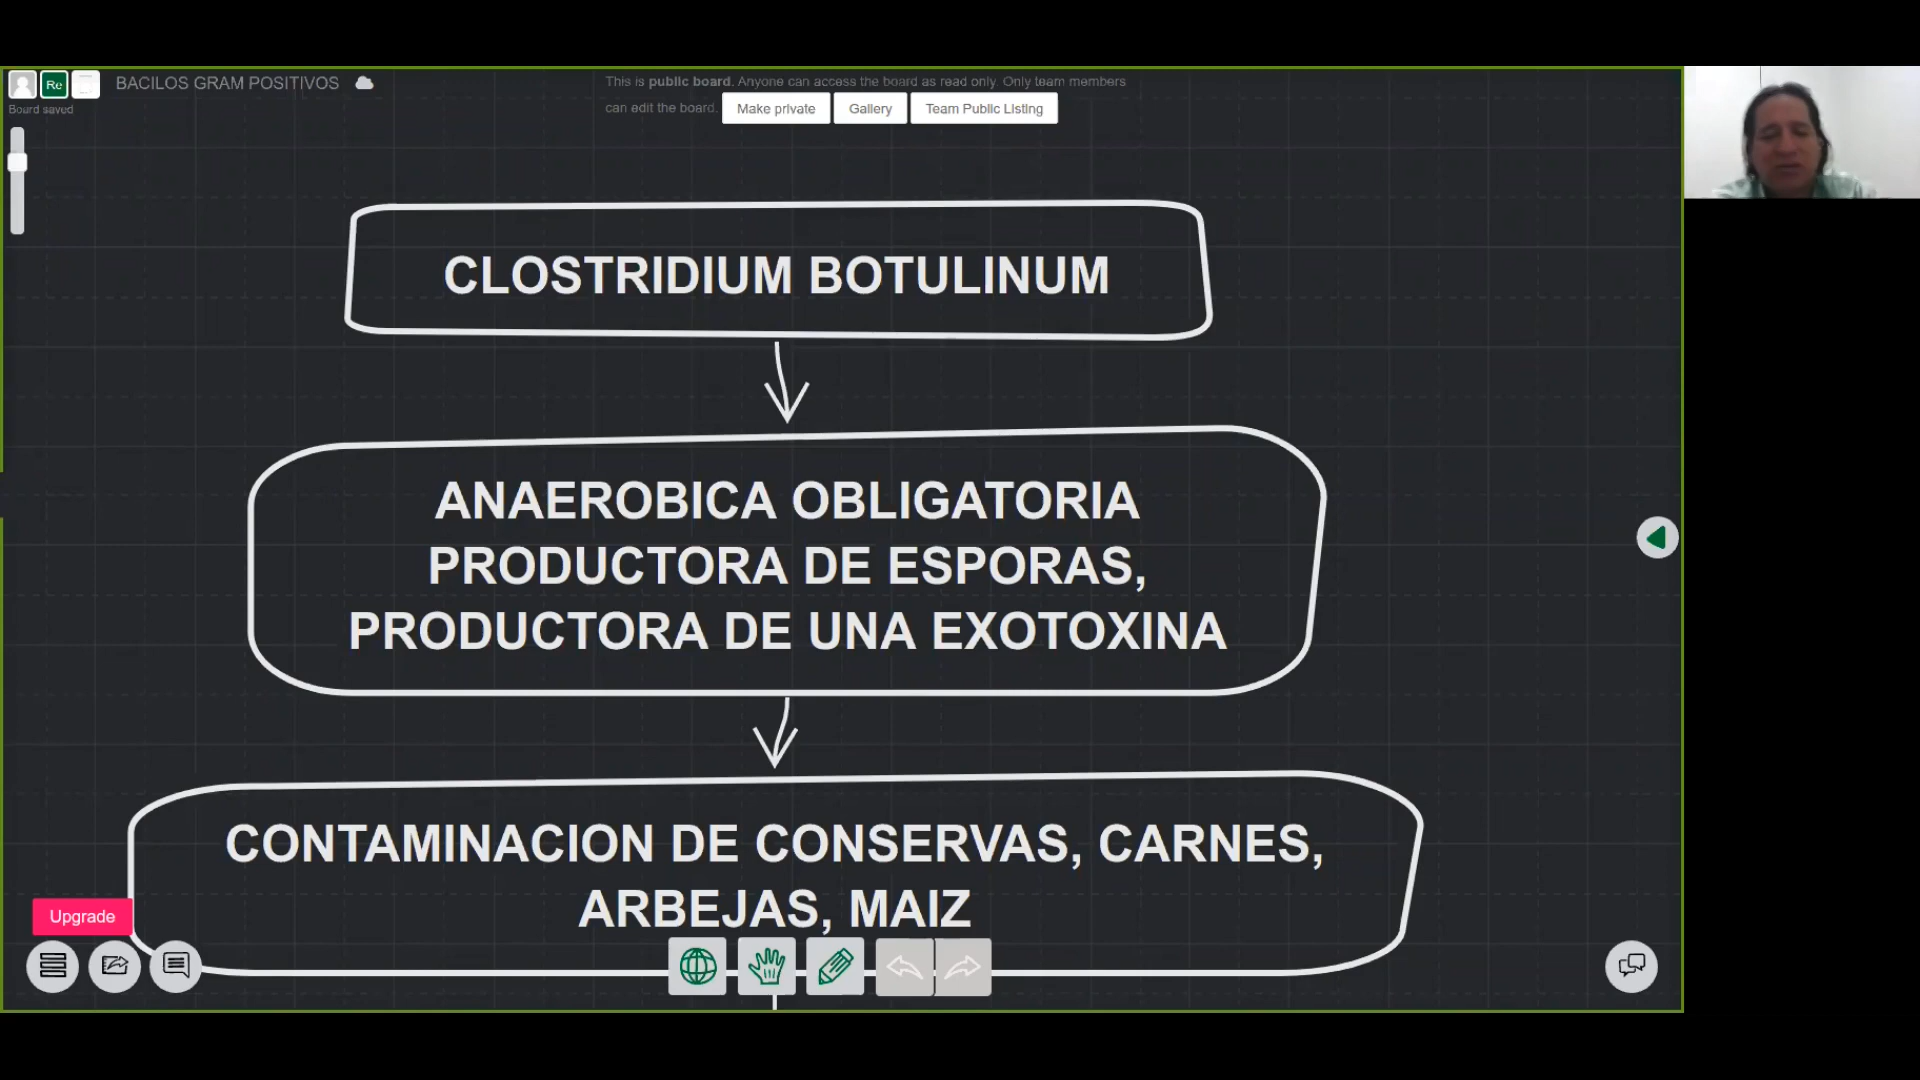 Re
BACILOS GRAM POSITIVOS
Board saved
This is public board. Anyone can access the board as read only. Only team members
can edit the board.
Make private
Gallery
Team Public Listing
CLOSTRIDIUM BOTULINUM
ANAEROBICA OBLIGATORIA
PRODUCTORA DE ESPORAS,
PRODUCTORA DE UNA EXOTOXINA
CONTAMINACION DE CONSERVAS, CARNES,
ARBEJAS, MAIZ
Upgrade